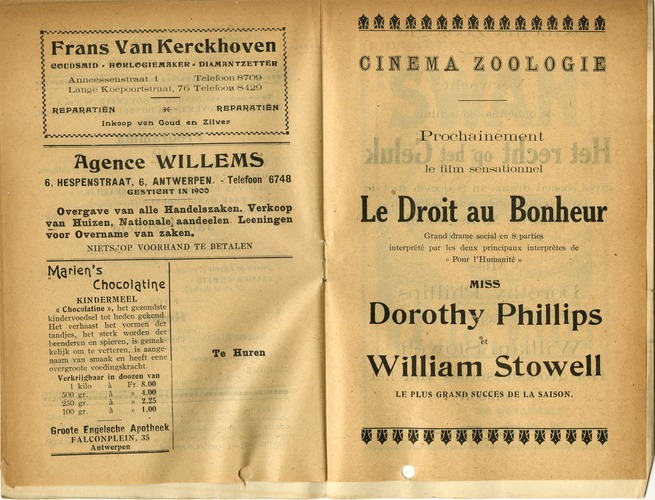 Frans Van Kerckhoven
GOUDSMID - HORLOGIEMAKER - DIAMANTZETTER
Anneessenstraat 4 Telefoon 8709
Lange Koepoortstraat, 76 Telefoon 8429
REPARATIËN REPARATIËN
Inkoop van Goud en Zilver
Agence WILLEMS
6, HESPENSTRAAT, 6, ANTWERPEN. - Telefoon 6748
GESTICHT IN 1900
Overgave van alle Handelszaken. Verkoop
van Huizen, Nationale aandeelen. Leeningen
voor Overname van zaken.
NIETS OP VOORHAND TE BETALEN
Marien's
Chocolatine
KINDERMEEL
« Chocolatine », het gezondste
kindervoedsel tot heden gekend.
Het verhaast het vormen der
tandjes, het sterk worden der
beenderen en spieren, is gemak-
kelijk om te verteren, is aange-
naam van smaak en heeft eene
overgroote voedingskracht.
Verkrijgbaar in doozen van
1 kilo à Fr. 8.00
500 gr. à » 4.00
250 gr. à » 2.25
100 gr. à » 1.00
Groote Engelsche Apotheek
FALCONPLEIN, 35
Antwerpen
Te Huren
CINEMA ZOOLOGIE
Prochainement
le film sensationnel
Le Droit au Bonheur
Grand drame social en 8 parties
interprété par les deux principaux interprètes de
« Pour l'Humanité »
MISS
Dorothy Phillips
et
William Stowell
LE PLUS GRAND SUCCÈS DE LA SAISON.